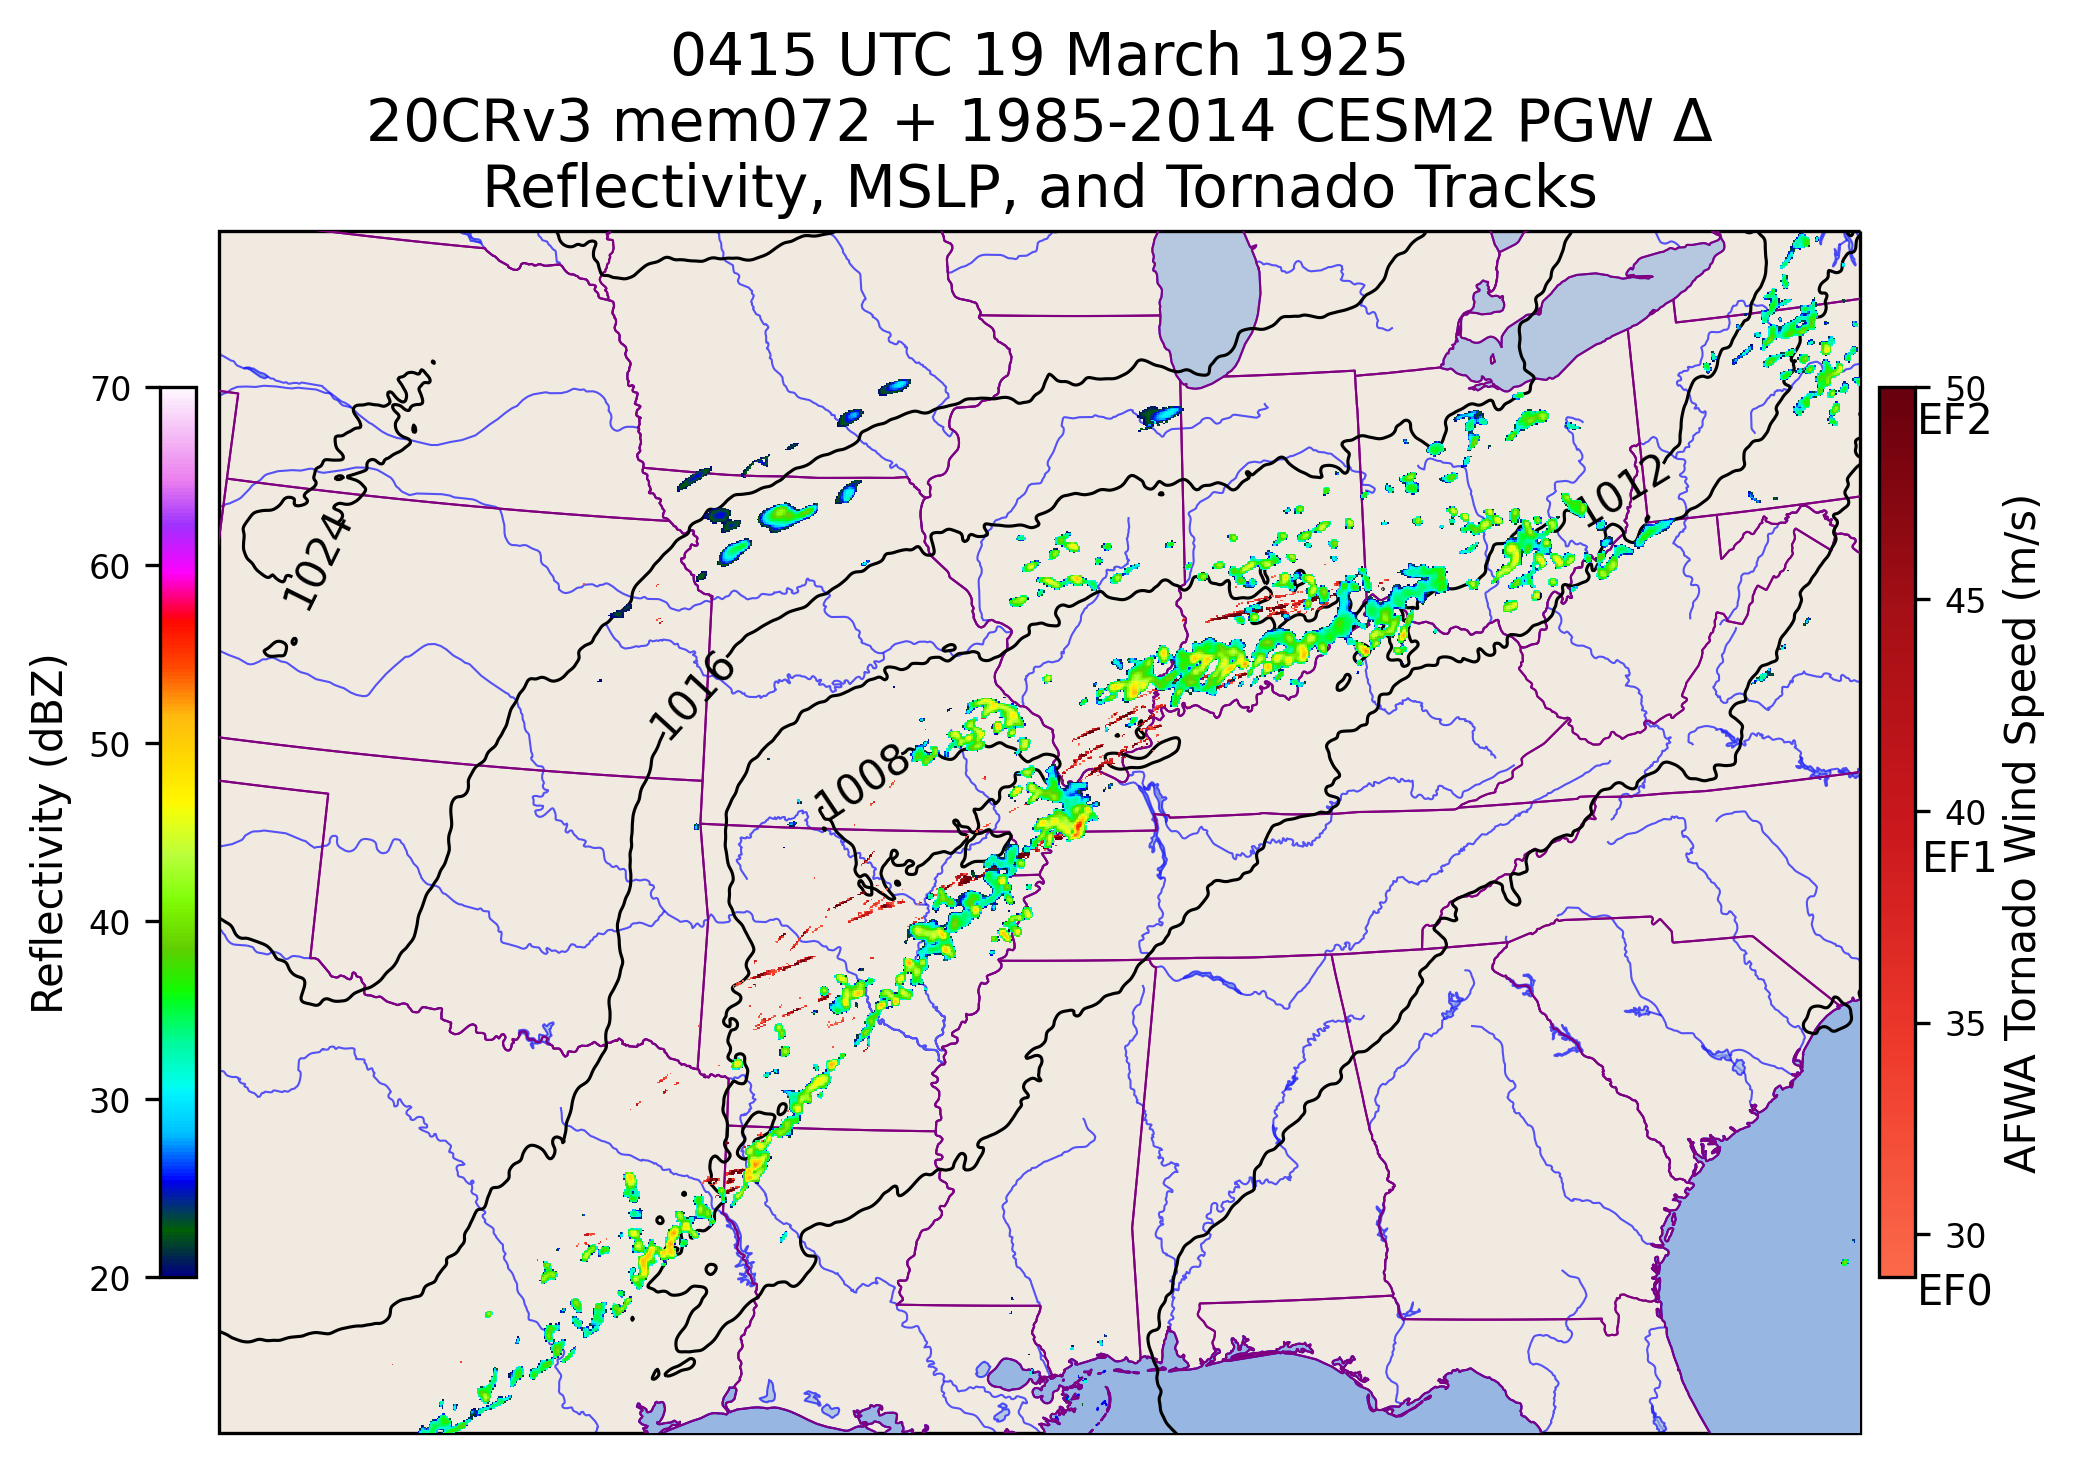 0415 UTC 19 March 1925
20CRv3 mem072 + 1985-2014 CESM2 PGW Δ
Reflectivity, MSLP, and Tornado Tracks
Reflectivity (dBZ)
70
60
50
40
30
20
1024
1016
1008
1012
50
EF2
45
40
EF1
35
30
EF0
AFWA Tornado Wind Speed (m/s)